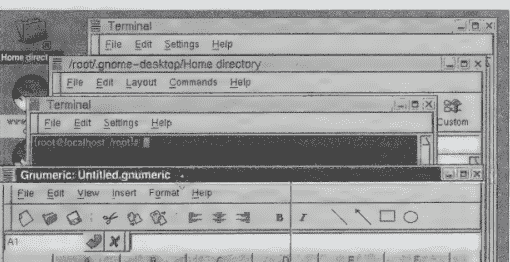 Terminal
File Edit Settings Help
Home direct
/root/.gnome-desktop/Home directory
File Edit Layout Commands Help
Terminal
www
Custom
File Edit Settings Help
[root@localhost /root]#
Gnumeric: Untitled.gnumeric
File Edit View Insert Format Help
B I
A1
A B C D E F